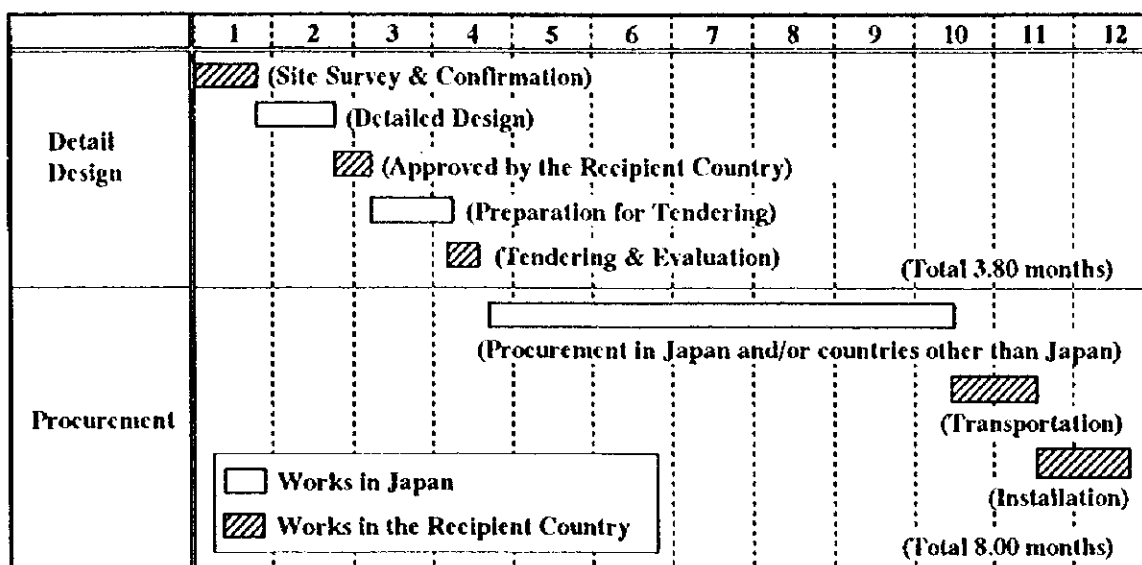 1 2 3 4 5 6 7 8 9 10 11 12
Detail
Design
(Site Survey & Confirmation)
(Detailed Design)
(Approved by the Recipient Country)
(Preparation for Tendering)
(Tendering & Evaluation)
(Total 3.80 months)
Procurement
(Procurement in Japan and/or countries other than Japan)
(Transportation)
(Installation)
Works in Japan
Works in the Recipient Country
(Total 8.00 months)